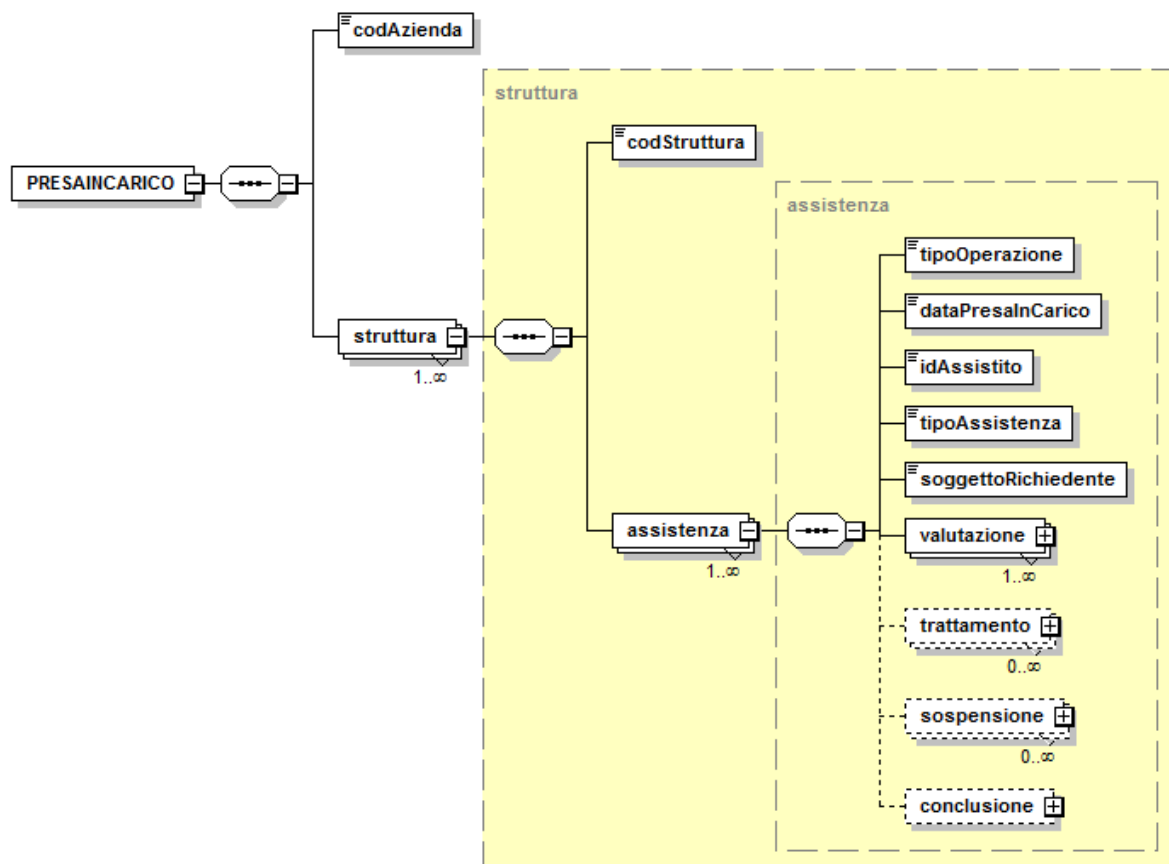 codAzienda
struttura
codStruttura
PRESAINCARICO
assistenza
tipoOperazione
dataPresaInCarico
struttura
1..∞
idAssistito
tipoAssistenza
soggettoRichiedente
assistenza
1..∞
valutazione
1..∞
trattamento
0..∞
sospensione
0..∞
conclusione